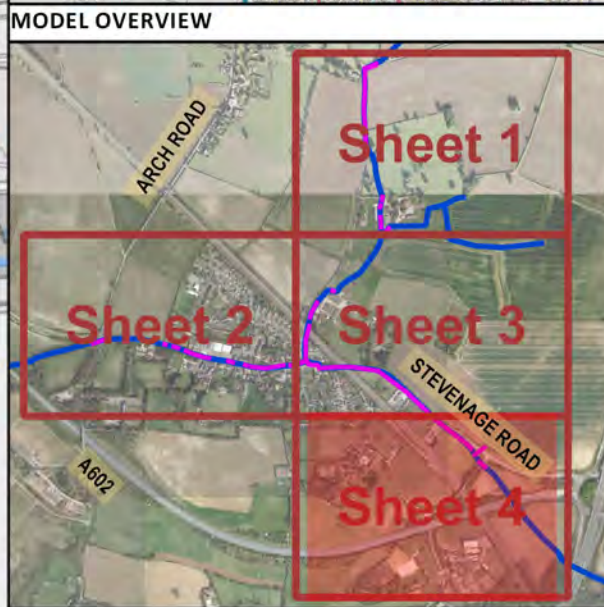 MODEL OVERVIEW
ARCH ROAD
Sheet 1
Sheet 2
Sheet 3
STEVENAGE ROAD
A602
Sheet 4